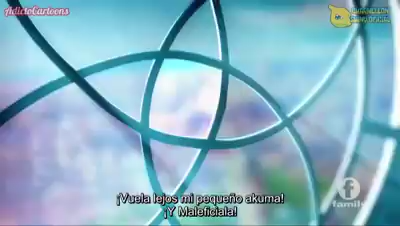 AdictoCartoons
¡Vuela lejos mi pequeño akuma!
¡Y Maleficiala!
f
family